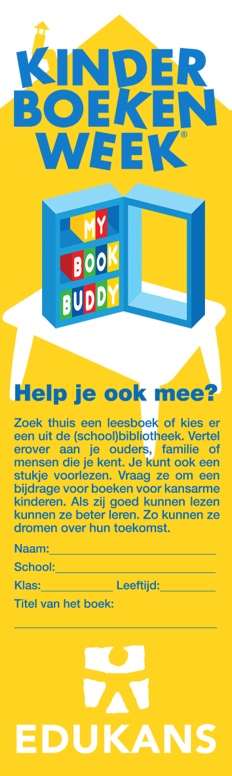 KINDER
BOEKEN
WEEK®
MY
BOOK
BUDDY
Help je ook mee?
Zoek thuis een leesboek of kies er
een uit de (school)bibliotheek. Vertel
erover aan je ouders, familie of
mensen die je kent. Je kunt ook een
stukje voorlezen. Vraag ze om een
bijdrage voor boeken voor kansarme
kinderen. Als zij goed kunnen lezen
kunnen ze beter leren. Zo kunnen ze
dromen over hun toekomst.
Naam:
School:
Klas: Leeftijd:
Titel van het boek:
EDUKANS